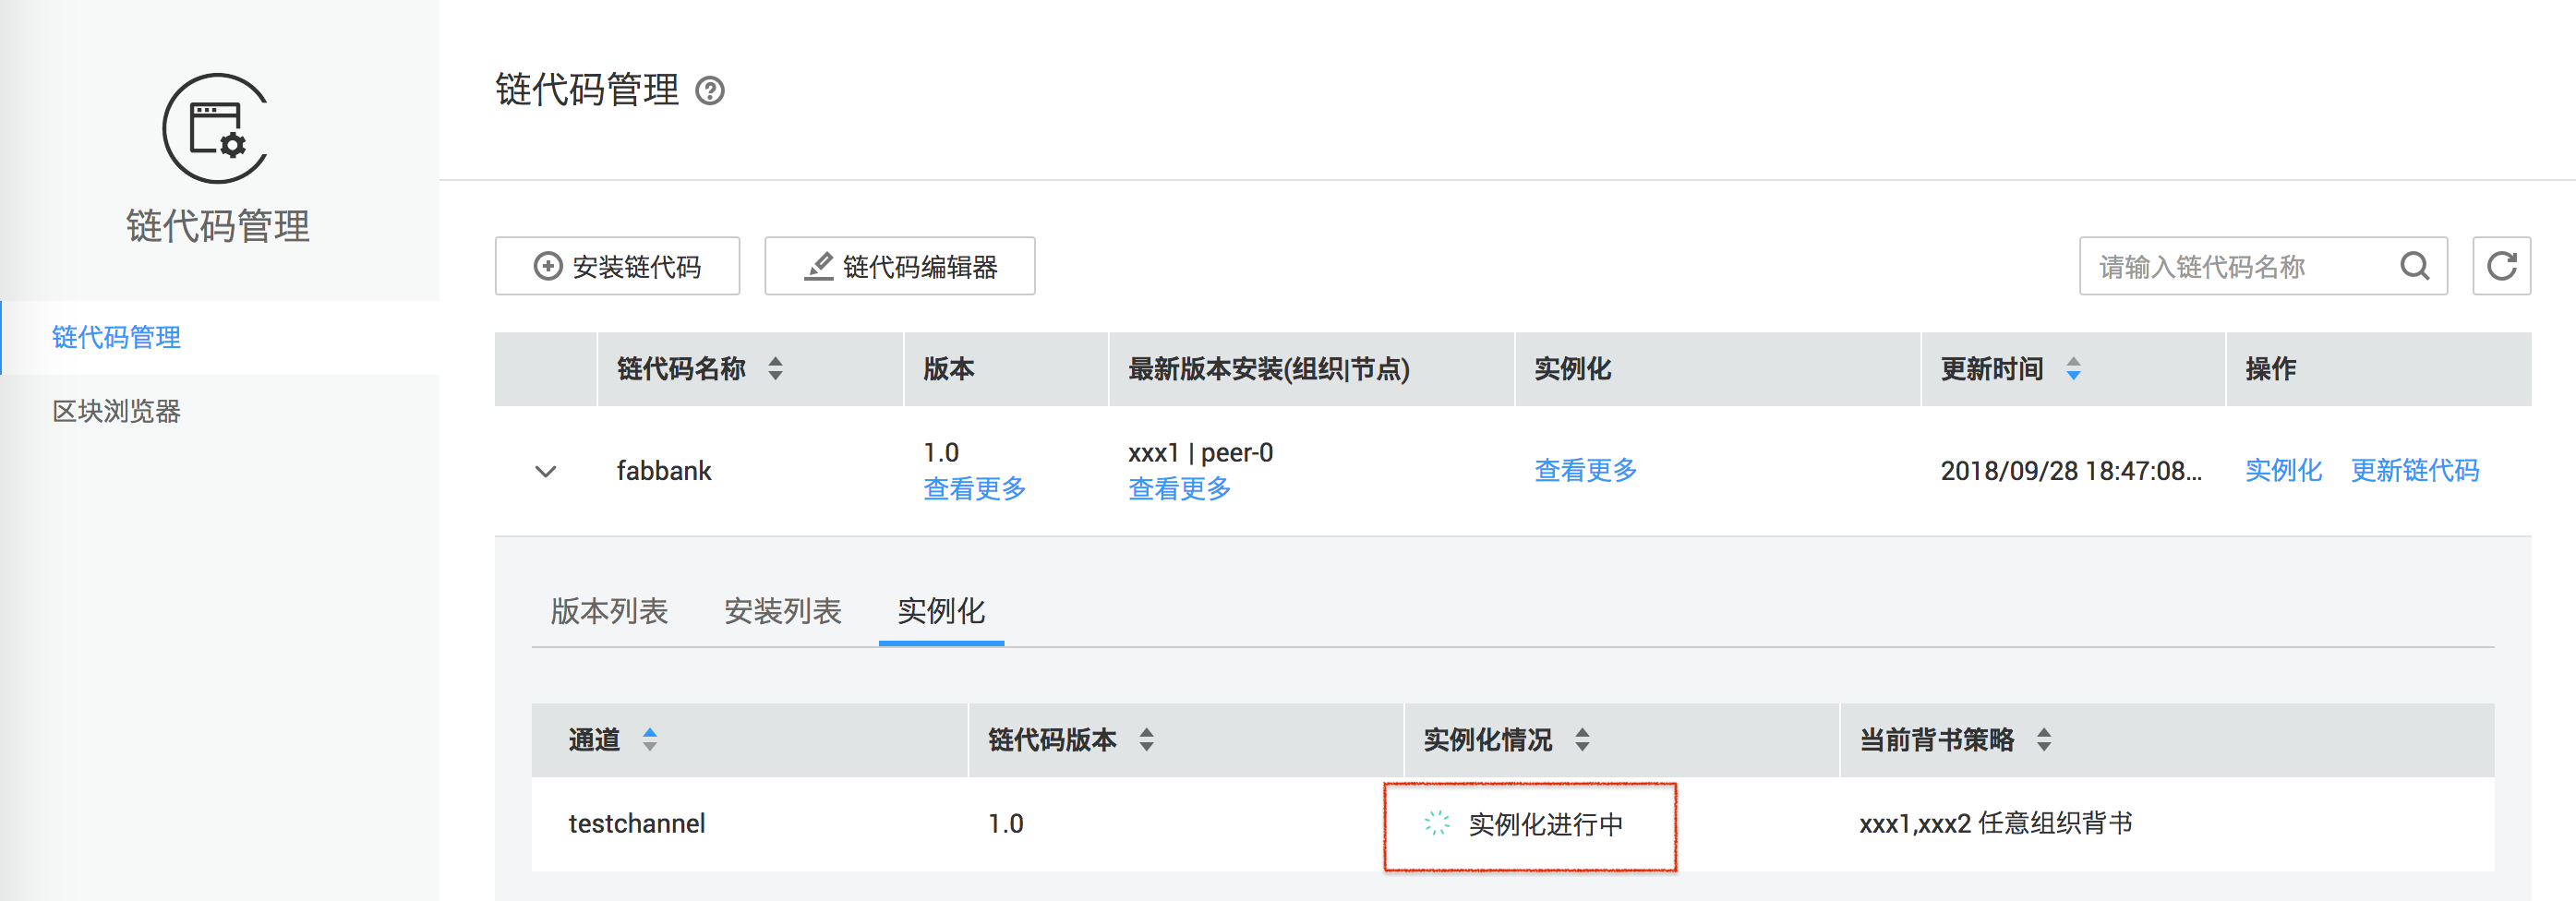 链代码管理
链代码管理
区块浏览器
链代码管理
安装链代码 链代码编辑器 请输入链代码名称
链代码名称 版本 最新版本安装(组织|节点) 实例化 更新时间 操作
fabbank 1.0 xxx1 | peer-0 查看更多 2018/09/28 18:47:08... 实例化 更新链代码
查看更多 查看更多
版本列表 安装列表 实例化
通道 链代码版本 实例化情况 当前背书策略
testchannel 1.0 实例化进行中 xxx1,xxx2 任意组织背书